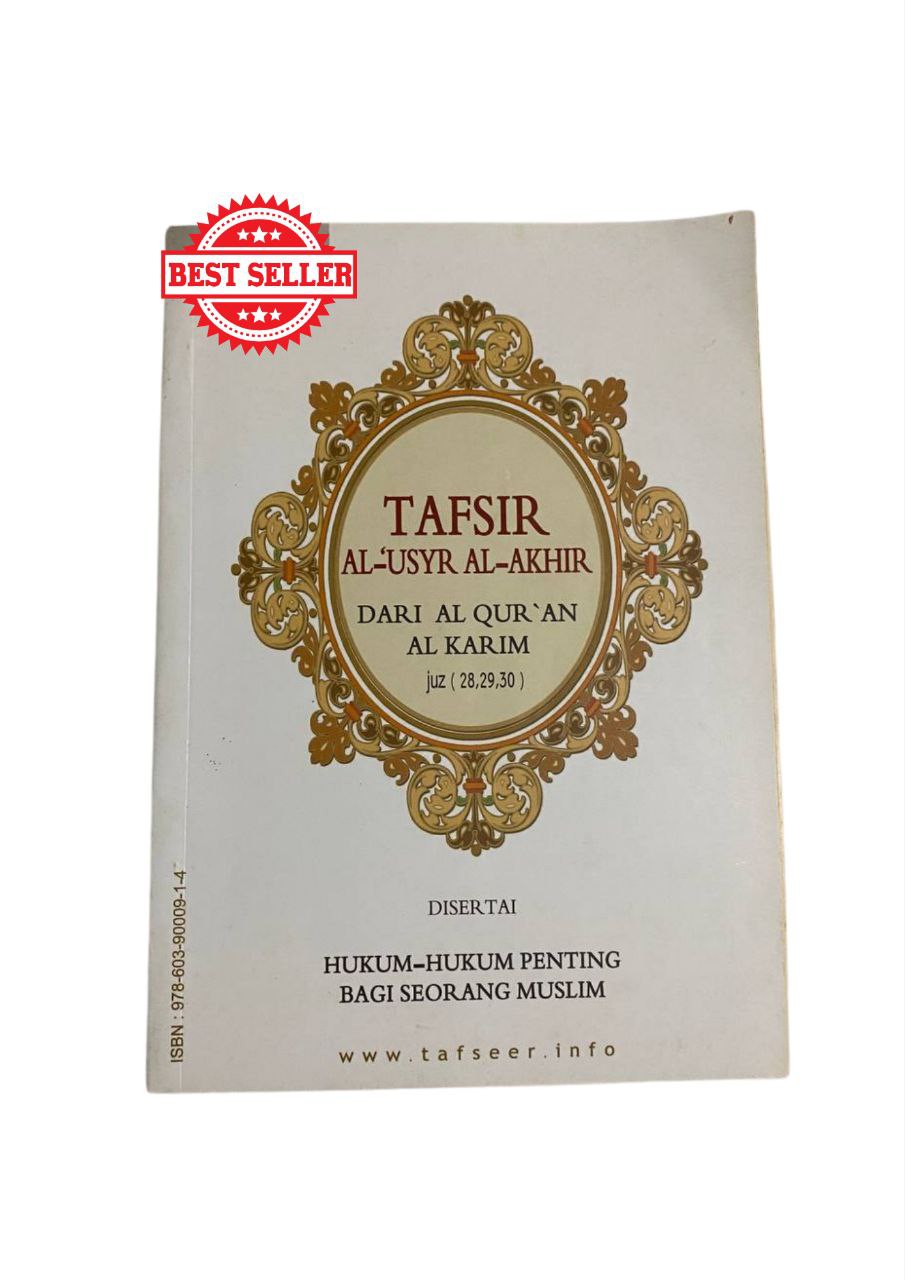 BEST SELLER
TAFSIR
AL-'USYR AL-AKHIR
DARI AL QUR`AN
AL KARIM
juz ( 28,29,30 )
DISERTAI
HUKUM-HUKUM PENTING
BAGI SEORANG MUSLIM
www.tafseer.info
ISBN : 978-603-90009-1-4